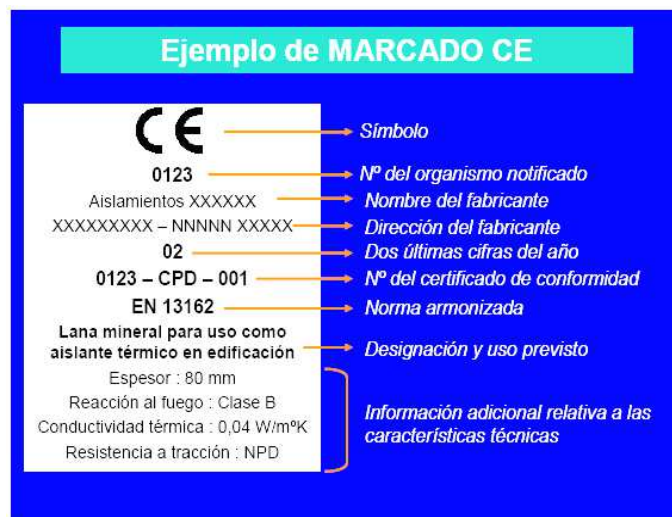 Ejemplo de MARCADO CE
CE
Símbolo
0123
Nº del organismo notificado
Aislamientos XXXXXX
Nombre del fabricante
XXXXXXXXX – NNNNN XXXXX
Dirección del fabricante
02
Dos últimas cifras del año
0123 – CPD – 001
Nº del certificado de conformidad
EN 13162
Norma armonizada
Lana mineral para uso como
aislante térmico en edificación
Designación y uso previsto
Espesor : 80 mm
Reacción al fuego : Clase B
Conductividad térmica : 0,04 W/mºK
Resistencia a tracción : NPD
Información adicional relativa a las
características técnicas